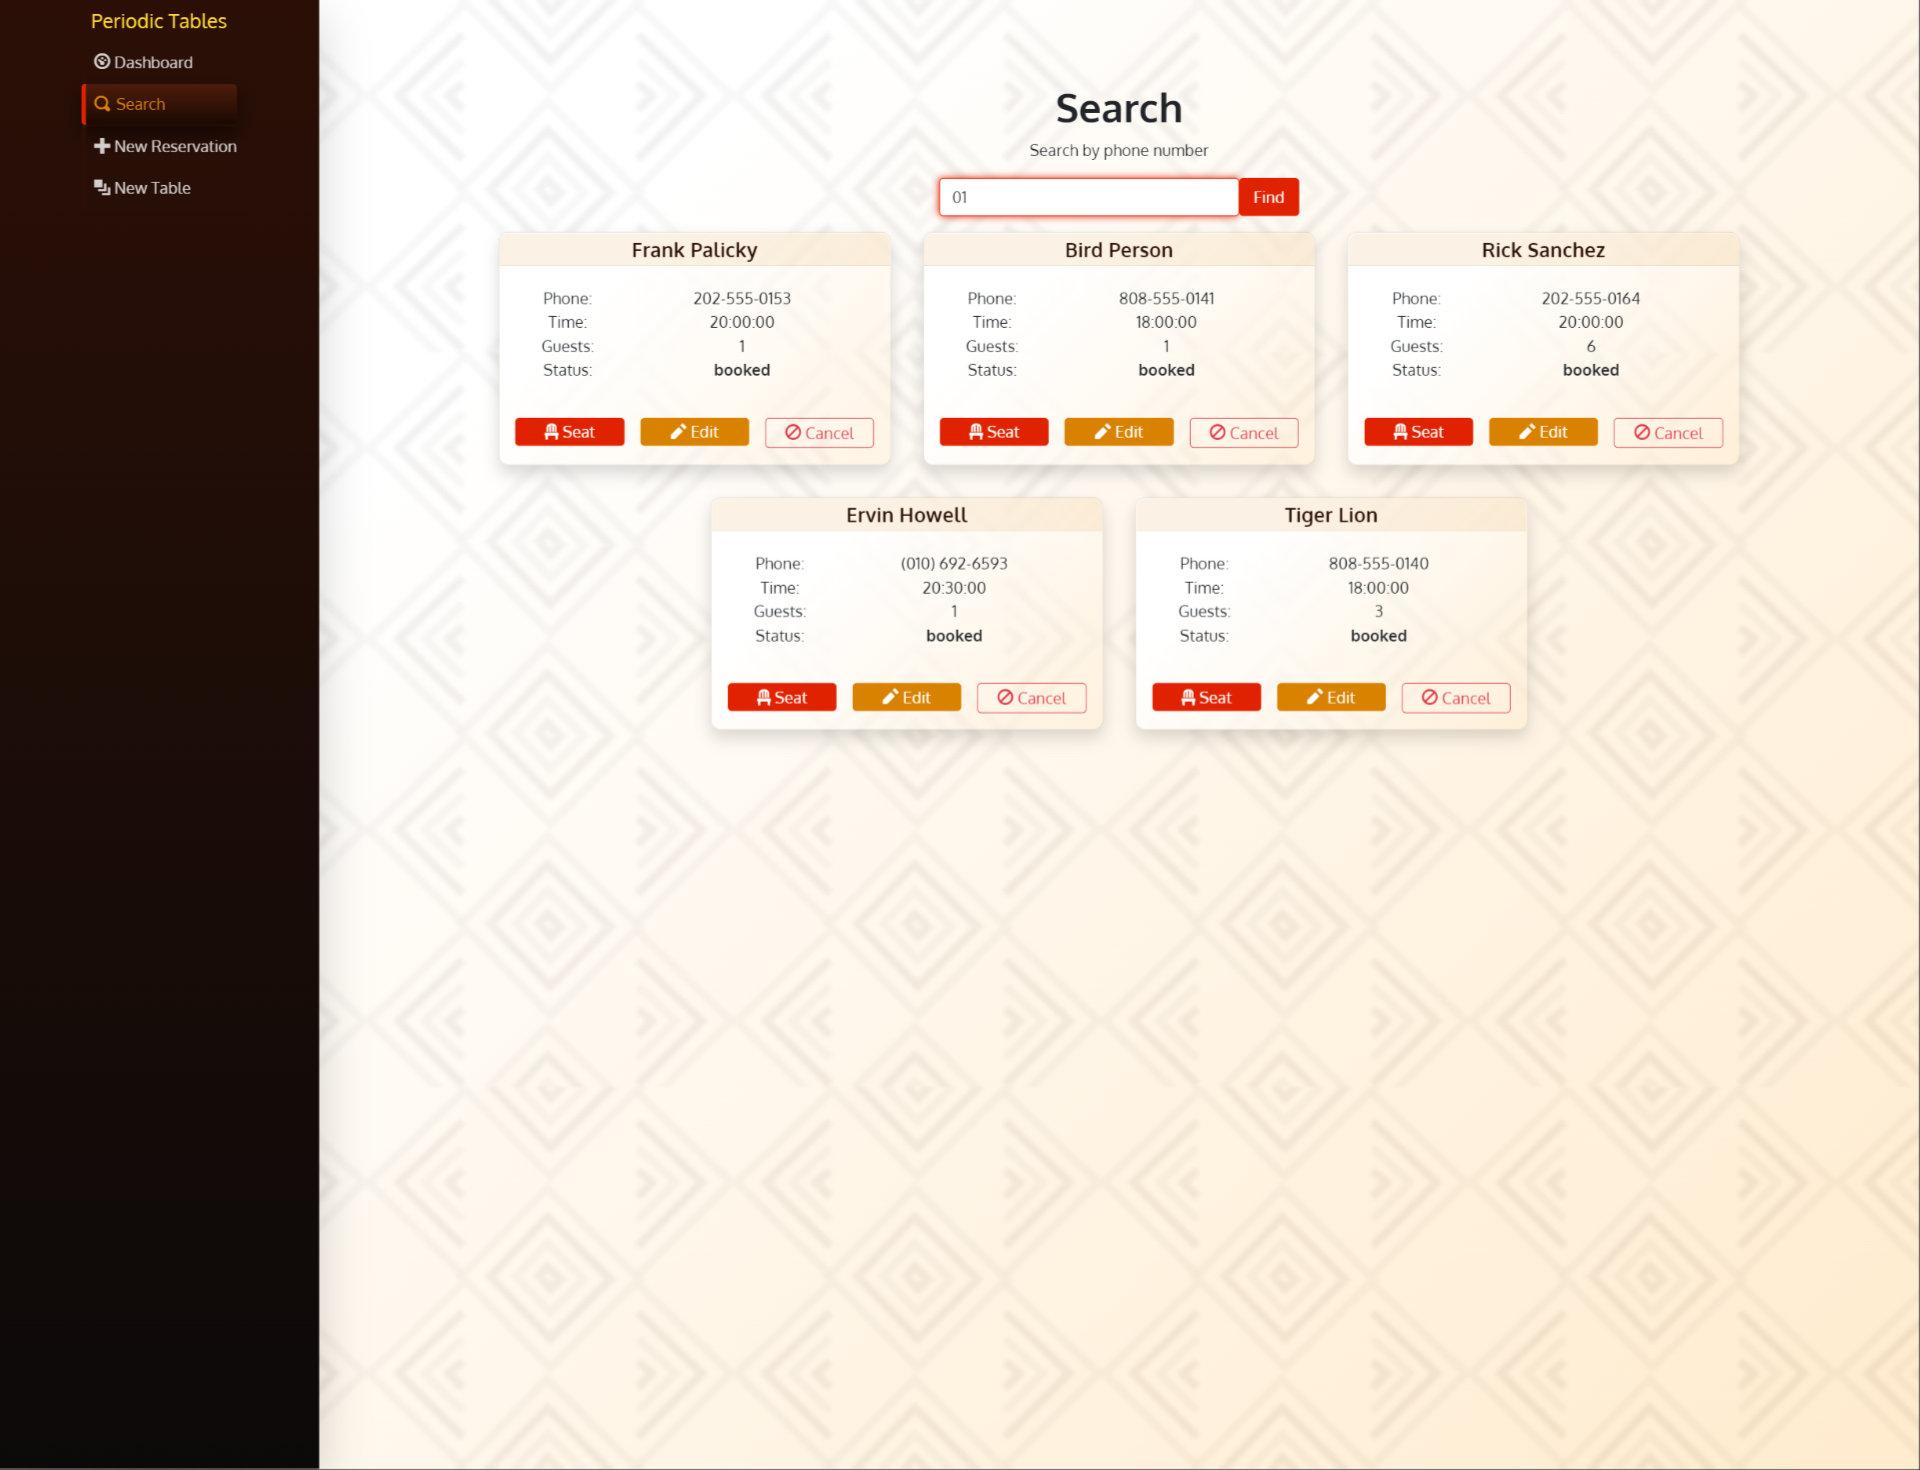 Periodic Tables
Dashboard
Search
New Reservation
New Table
Search
Search by phone number
01 Find
Frank Palicky
Phone: 202-555-0153
Time: 20:00:00
Guests: 1
Status: booked
Seat Edit Cancel
Bird Person
Phone: 808-555-0141
Time: 18:00:00
Guests: 1
Status: booked
Seat Edit Cancel
Rick Sanchez
Phone: 202-555-0164
Time: 20:00:00
Guests: 6
Status: booked
Seat Edit Cancel
Ervin Howell
Phone: (010) 692-6593
Time: 20:30:00
Guests: 1
Status: booked
Seat Edit Cancel
Tiger Lion
Phone: 808-555-0140
Time: 18:00:00
Guests: 3
Status: booked
Seat Edit Cancel